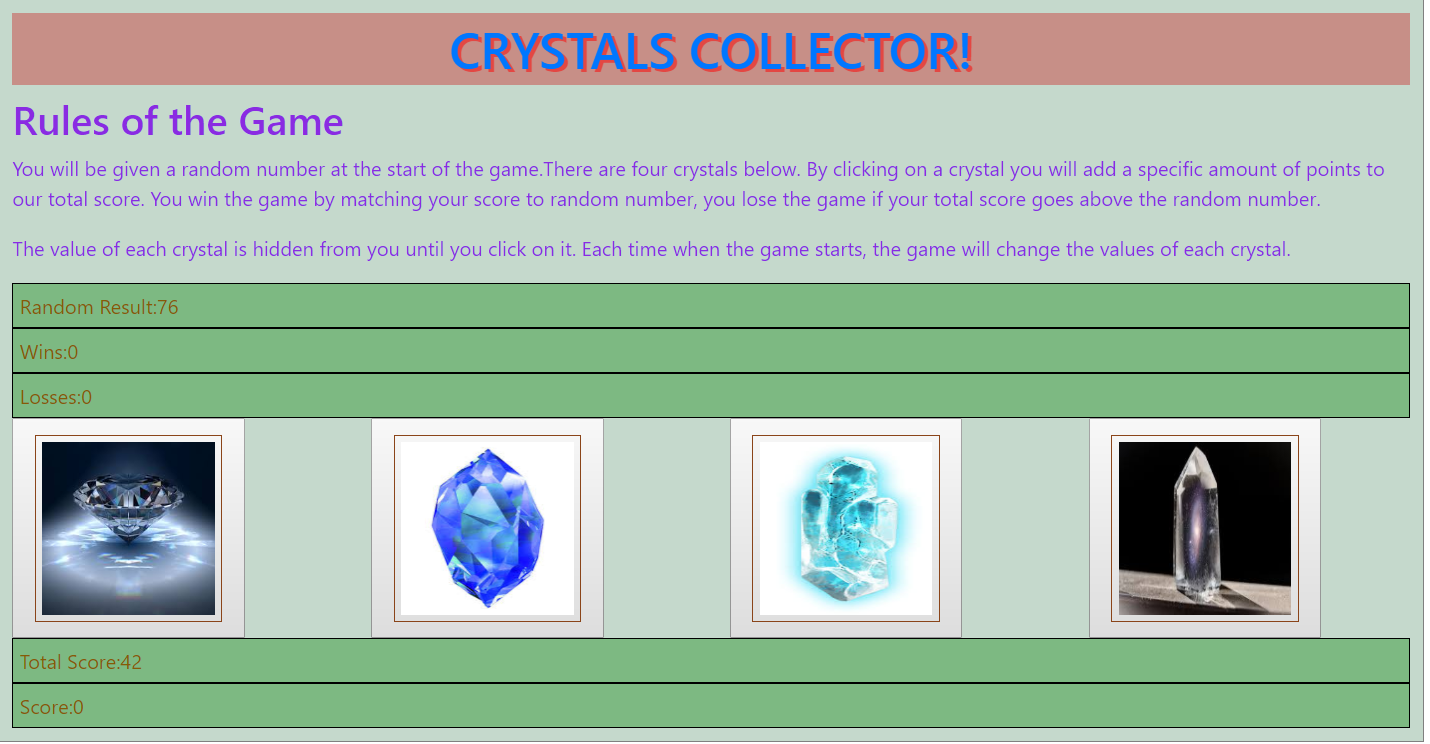 CRYSTALS COLLECTOR!
Rules of the Game
You will be given a random number at the start of the game.There are four crystals below. By clicking on a crystal you will add a specific amount of points to
our total score. You win the game by matching your score to random number, you lose the game if your total score goes above the random number.
The value of each crystal is hidden from you until you click on it. Each time when the game starts, the game will change the values of each crystal.
Random Result:76
Wins:0
Losses:0
Total Score:42
Score:0